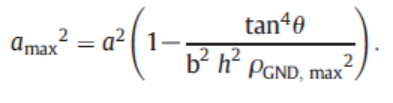 a_max² = a² ( 1− tan⁴θ / b² h² ρ_GND, max² ).